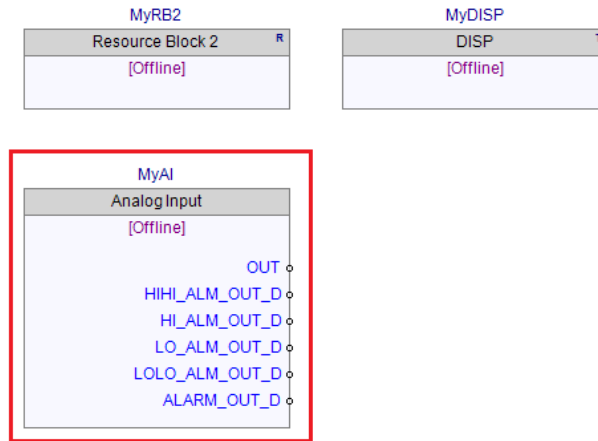 MyRB2
Resource Block 2 R
[Offline]
MyDISP
DISP
[Offline]
MyAI
Analog Input
[Offline]
OUT
HIHI_ALM_OUT_D
HI_ALM_OUT_D
LO_ALM_OUT_D
LOLO_ALM_OUT_D
ALARM_OUT_D